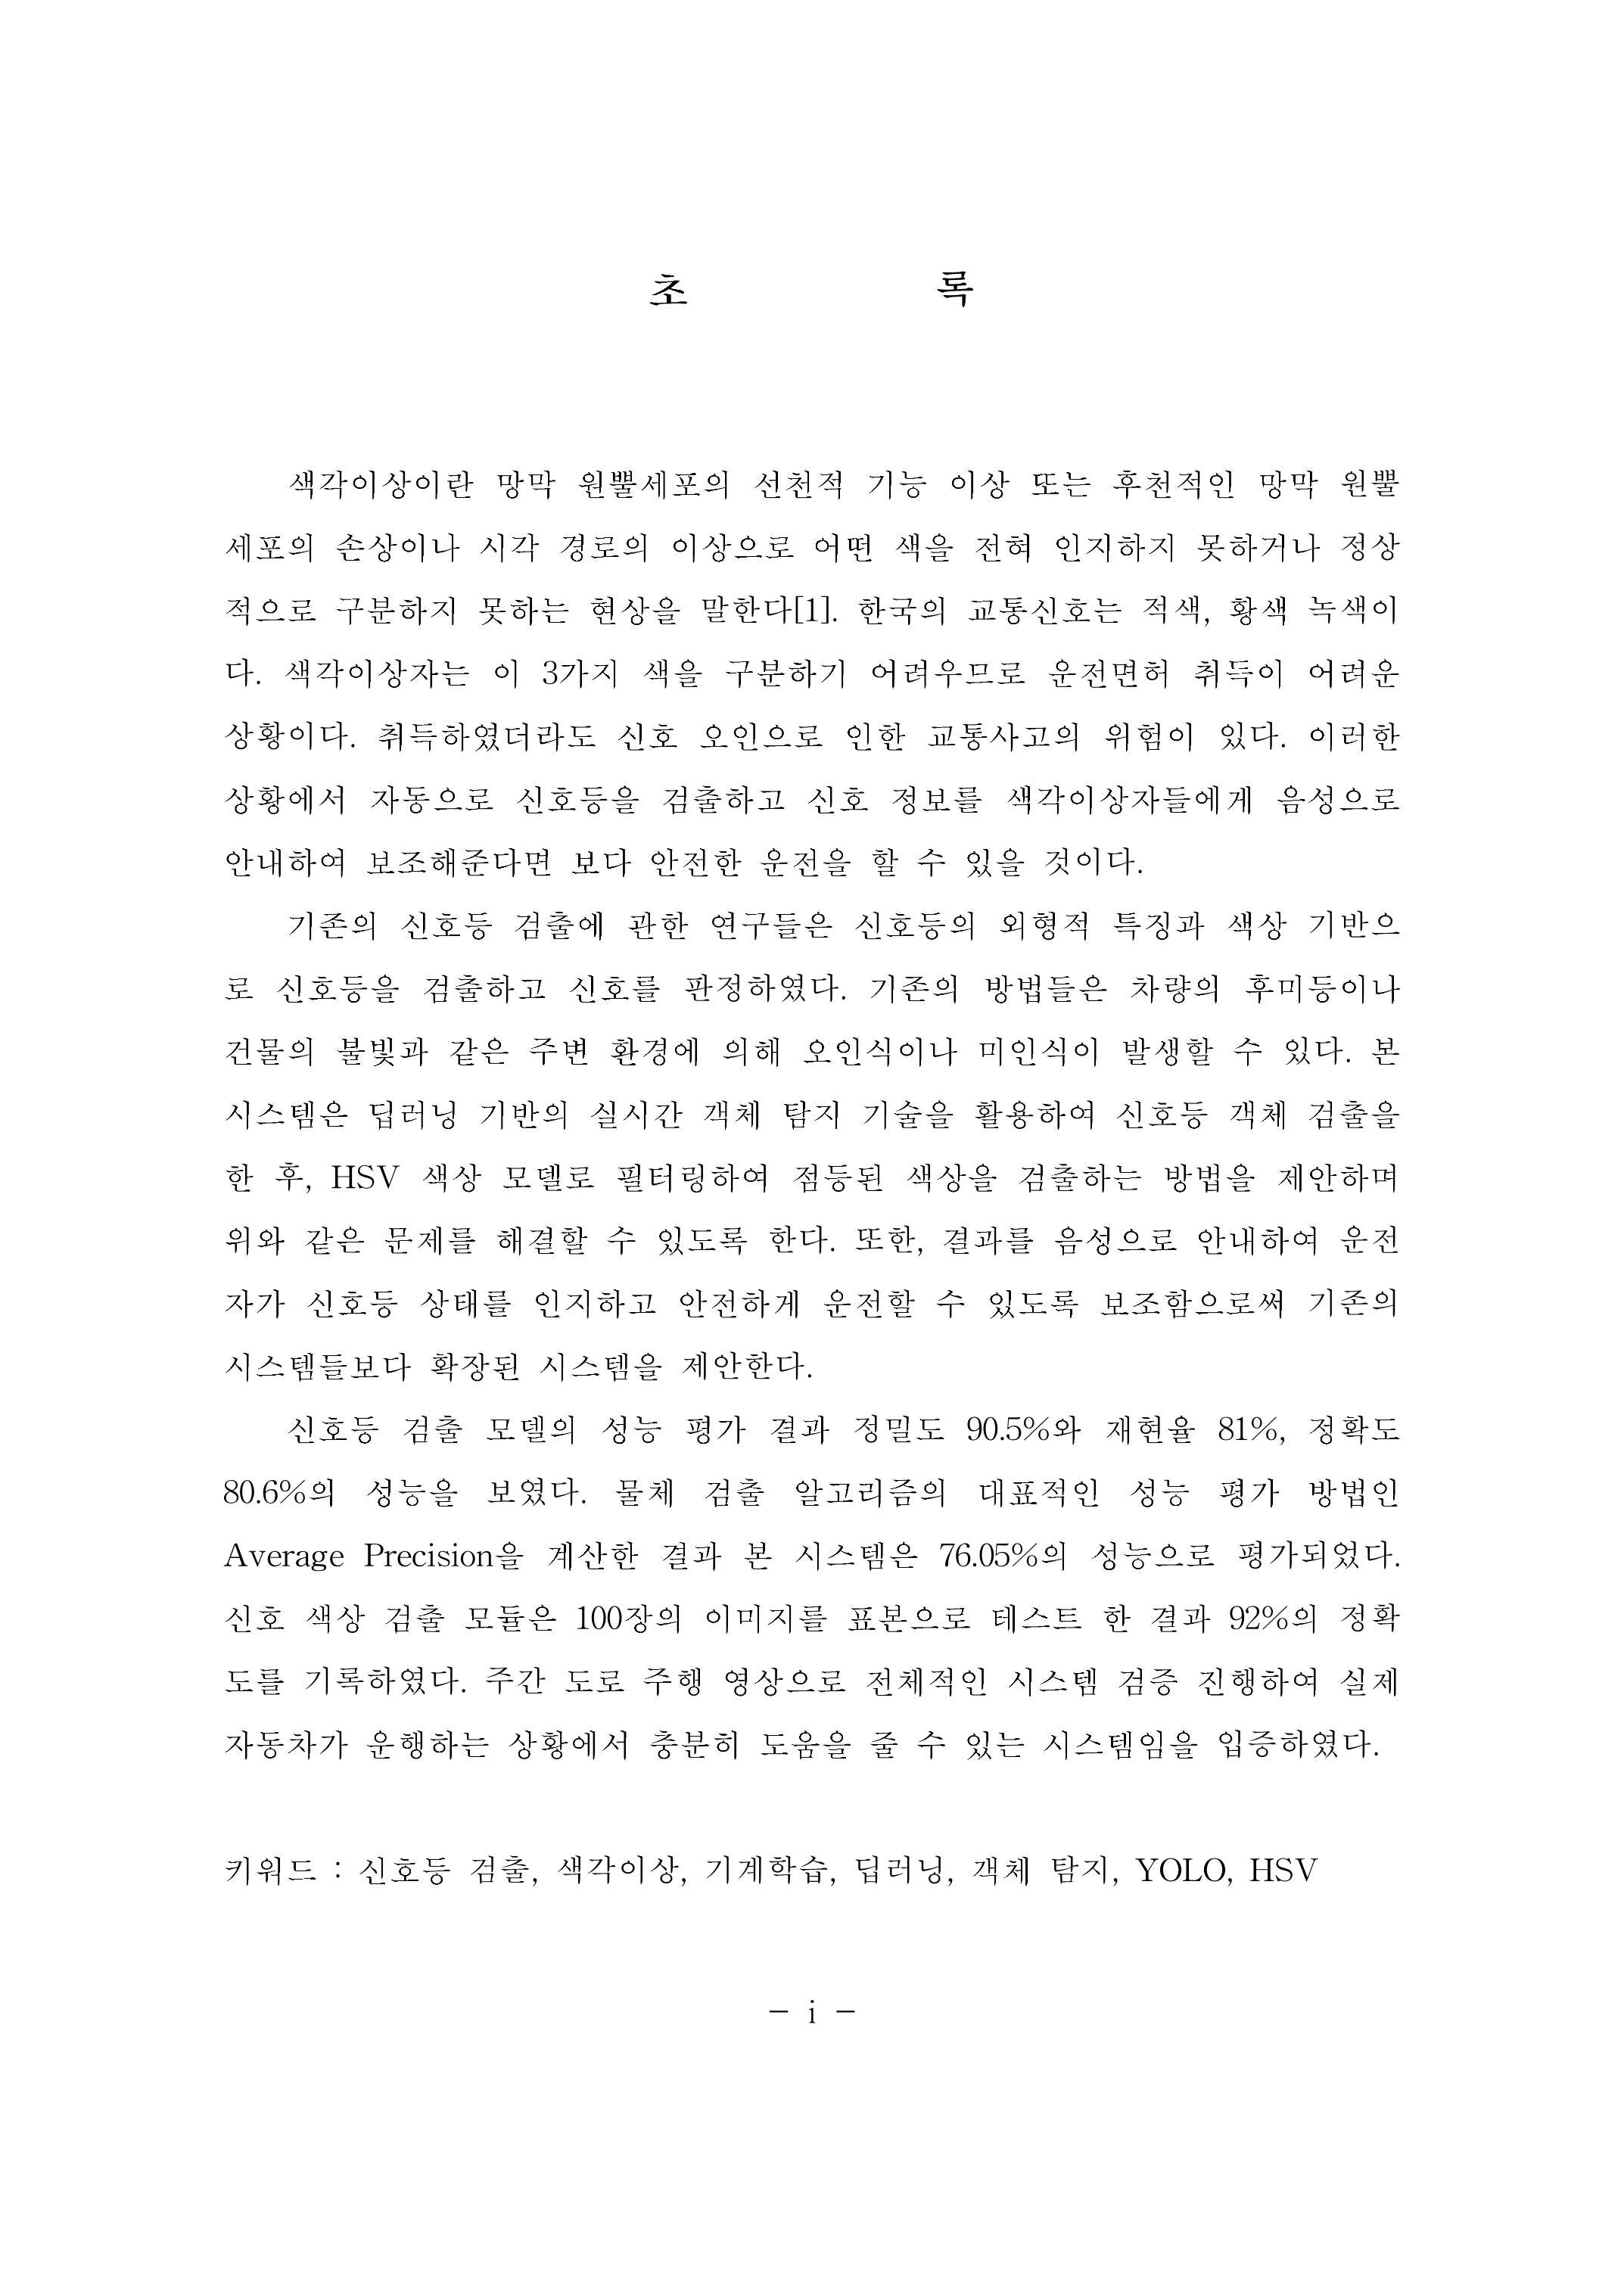 초 록
색각이상이란 망막 원뿔세포의 선천적 기능 이상 또는 후천적인 망막 원뿔
세포의 손상이나 시각 경로의 이상으로 어떤 색을 전혀 인지하지 못하거나 정상
적으로 구분하지 못하는 현상을 말한다[1]. 한국의 교통신호는 적색, 황색 녹색이
다. 색각이상자는 이 3가지 색을 구분하기 어려우므로 운전면허 취득이 어려운
상황이다. 취득하였더라도 신호 오인으로 인한 교통사고의 위험이 있다. 이러한
상황에서 자동으로 신호등을 검출하고 신호 정보를 색각이상자들에게 음성으로
안내하여 보조해준다면 보다 안전한 운전을 할 수 있을 것이다.
기존의 신호등 검출에 관한 연구들은 신호등의 외형적 특징과 색상 기반으
로 신호등을 검출하고 신호를 판정하였다. 기존의 방법들은 차량의 후미등이나
건물의 불빛과 같은 주변 환경에 의해 오인식이나 미인식이 발생할 수 있다. 본
시스템은 딥러닝 기반의 실시간 객체 탐지 기술을 활용하여 신호등 객체 검출을
한 후, HSV 색상 모델로 필터링하여 점등된 색상을 검출하는 방법을 제안하며
위와 같은 문제를 해결할 수 있도록 한다. 또한, 결과를 음성으로 안내하여 운전
자가 신호등 상태를 인지하고 안전하게 운전할 수 있도록 보조함으로써 기존의
시스템들보다 확장된 시스템을 제안한다.
신호등 검출 모델의 성능 평가 결과 정밀도 90.5%와 재현율 81%, 정확도
80.6%의 성능을 보였다. 물체 검출 알고리즘의 대표적인 성능 평가 방법인
Average Precision을 계산한 결과 본 시스템은 76.05%의 성능으로 평가되었다.
신호 색상 검출 모듈은 100장의 이미지를 표본으로 테스트 한 결과 92%의 정확
도를 기록하였다. 주간 도로 주행 영상으로 전체적인 시스템 검증 진행하여 실제
자동차가 운행하는 상황에서 충분히 도움을 줄 수 있는 시스템임을 입증하였다.
키워드 : 신호등 검출, 색각이상, 기계학습, 딥러닝, 객체 탐지, YOLO, HSV
- i -